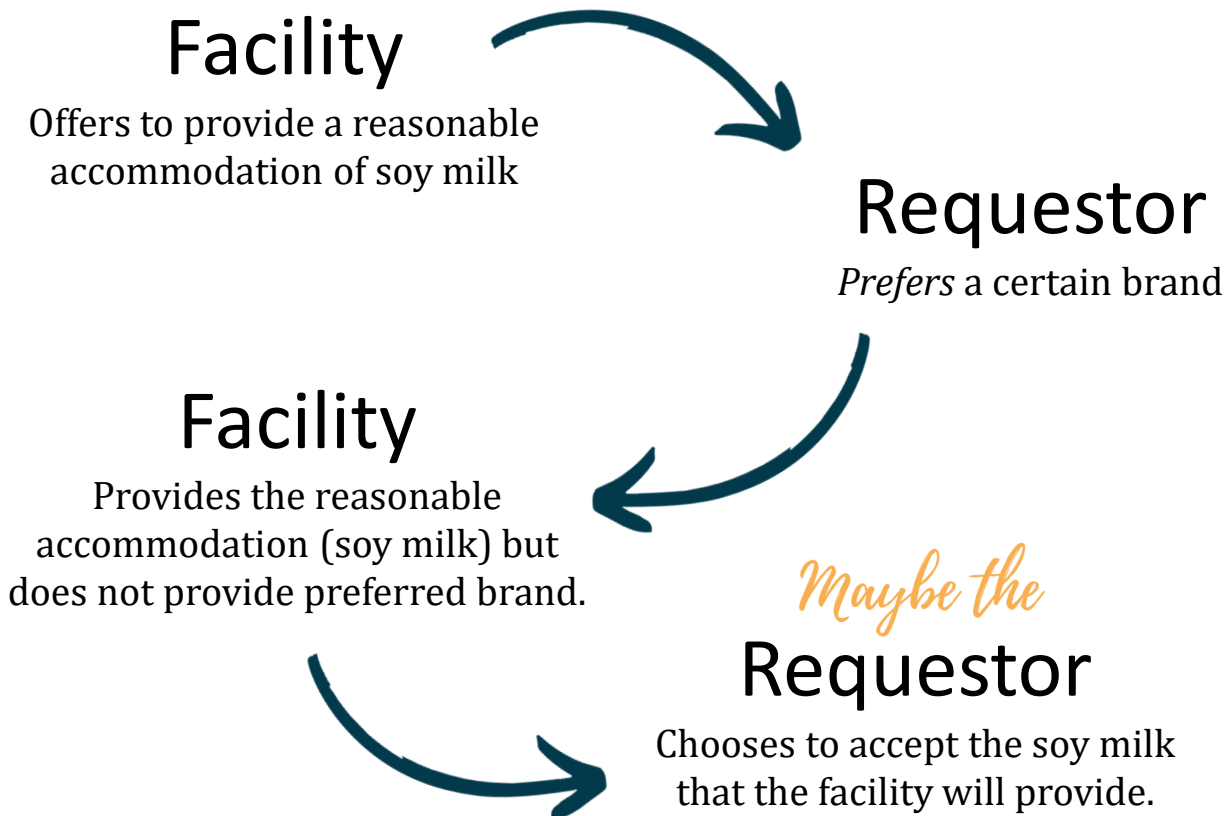 Facility
Offers to provide a reasonable
accommodation of soy milk
Requestor
Prefers a certain brand
Facility
Provides the reasonable
accommodation (soy milk) but
does not provide preferred brand.
Maybe the
Requestor
Chooses to accept the soy milk
that the facility will provide.